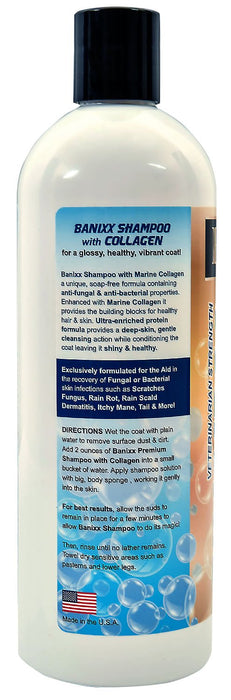 BANIXX SHAMPOO
with COLLAGEN
for a glossy, healthy, vibrant coat!
Banixx Shampoo with Marine Collagen
a unique, soap-free formula containing
anti-fungal & anti-bacterial properties.
Enhanced with Marine Collagen it
provides the building blocks for healthy
hair & skin. Ultra-enriched protein
formula provides a deep-skin, gentle
cleansing action while conditioning the
coat leaving it shiny & healthy.
Exclusively formulated for the Aid in
the recovery of Fungal or Bacterial
skin infections such as Scratches
Fungus, Rain Rot, Rain Scald
Dermatitis, Itchy Mane, Tail & More!
DIRECTIONS Wet the coat with plain
water to remove surface dust & dirt.
Add 2 ounces of Banixx Premium
Shampoo with Collagen into a small
bucket of water. Apply shampoo solution
with big, body sponge , working it gently
into the skin.
For best results, allow the suds to
remain in place for a few minutes to
allow Banixx Shampoo to do its magic!
Then, rinse until no lather remains.
Towel dry sensitive areas such as
pasterns and lower legs.
Made in the U.S.A.
VETERINARIAN STRENGTH